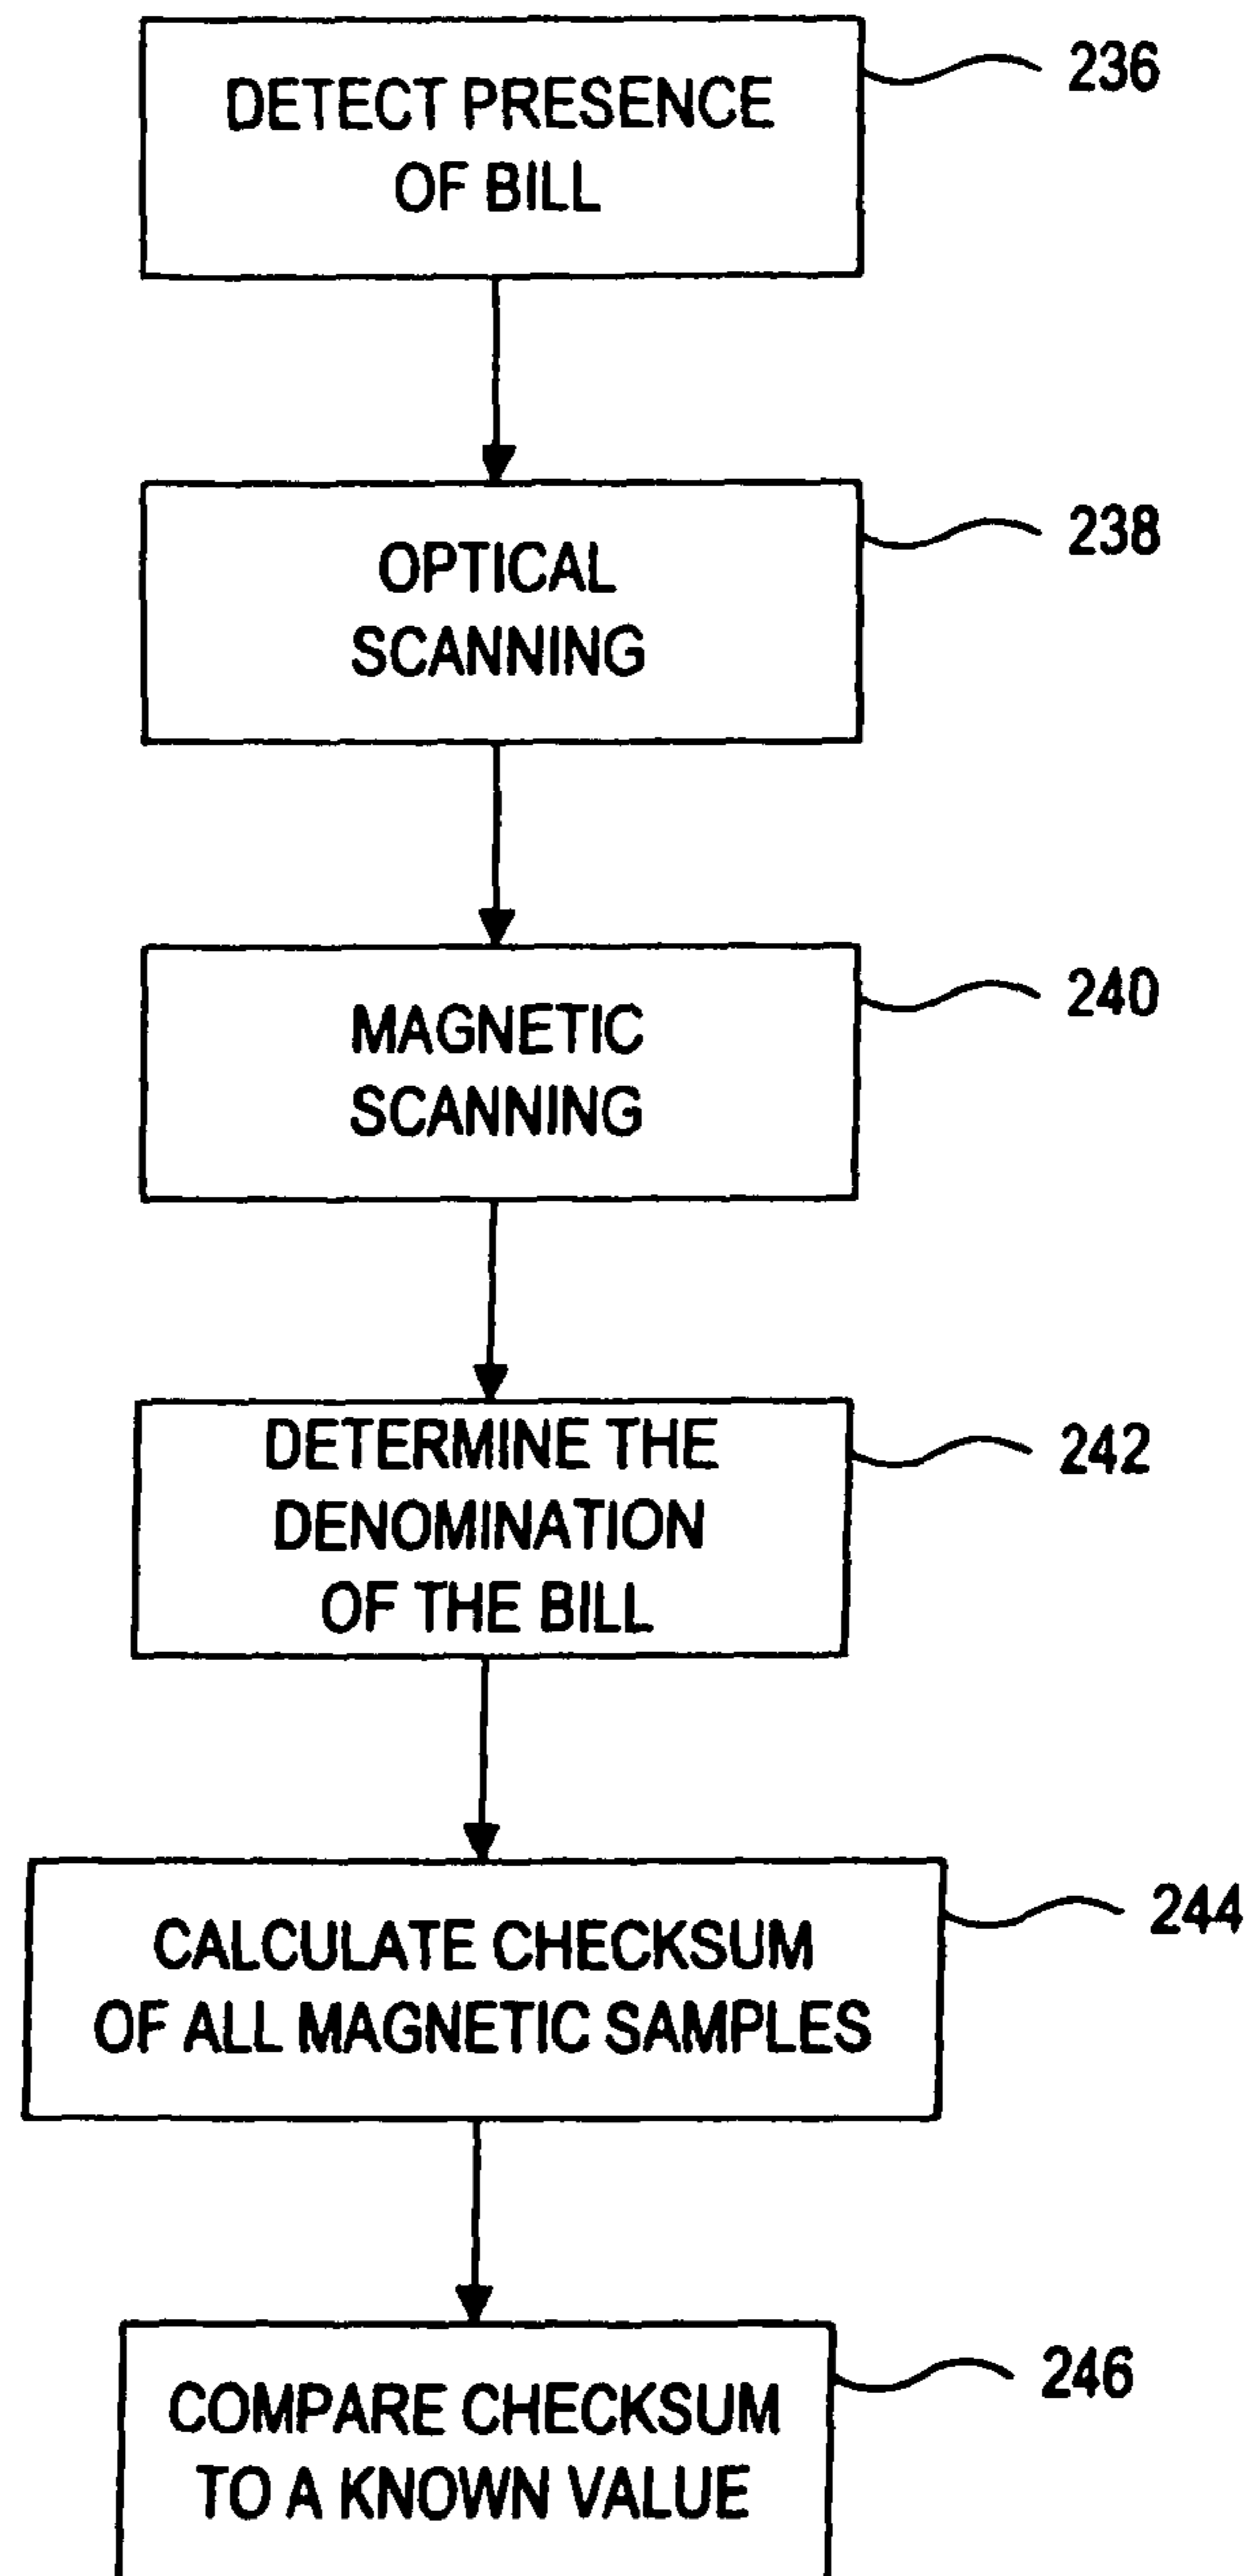 DETECT PRESENCE
OF BILL
236
OPTICAL
SCANNING
238
MAGNETIC
SCANNING
240
DETERMINE THE
DENOMINATION
OF THE BILL
242
CALCULATE CHECKSUM
OF ALL MAGNETIC SAMPLES
244
COMPARE CHECKSUM
TO A KNOWN VALUE
246